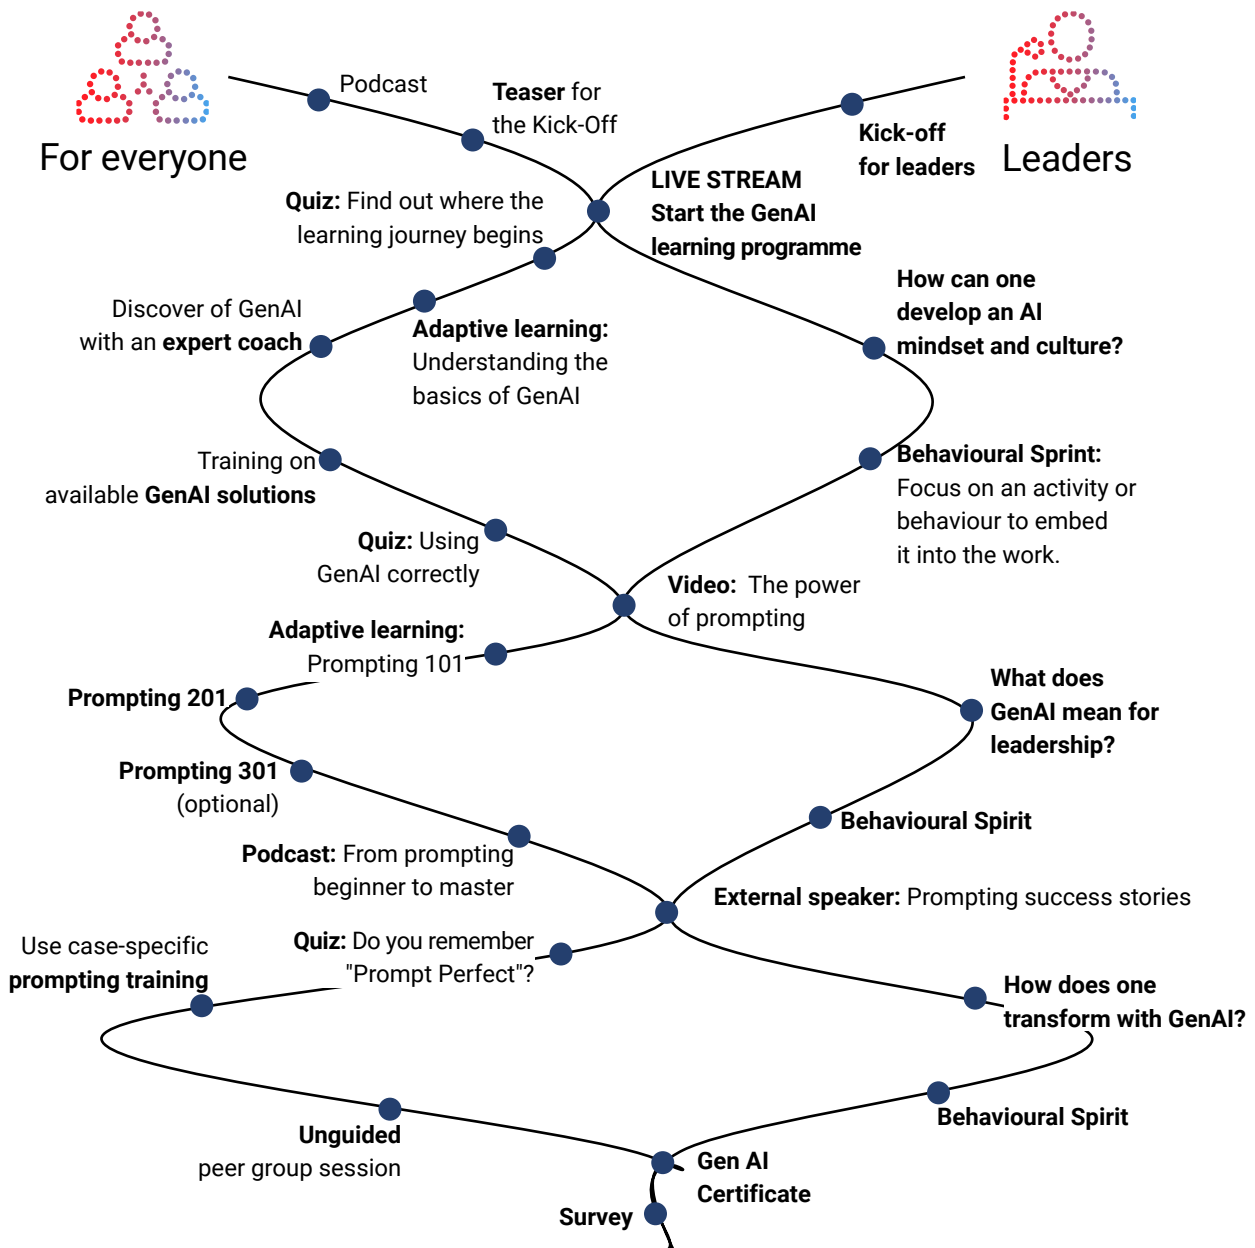 For everyone
Podcast
Teaser for
the Kick-Off
Kick-off
for leaders
Leaders
LIVE STREAM
Start the GenAI
learning programme
Quiz: Find out where the
learning journey begins
Discover of GenAI
with an expert coach
Adaptive learning:
Understanding the
basics of GenAI
How can one
develop an AI
mindset and culture?
Training on
available GenAI solutions
Behavioural Sprint:
Focus on an activity or
behaviour to embed
it into the work.
Quiz: Using
GenAI correctly
Video: The power
of prompting
Adaptive learning:
Prompting 101
Prompting 201
What does
GenAI mean for
leadership?
Prompting 301
(optional)
Behavioural Spirit
Podcast: From prompting
beginner to master
External speaker: Prompting success stories
Quiz: Do you remember
"Prompt Perfect"?
Use case-specific
prompting training
How does one
transform with GenAI?
Behavioural Spirit
Unguided
peer group session
Gen AI
Certificate
Survey